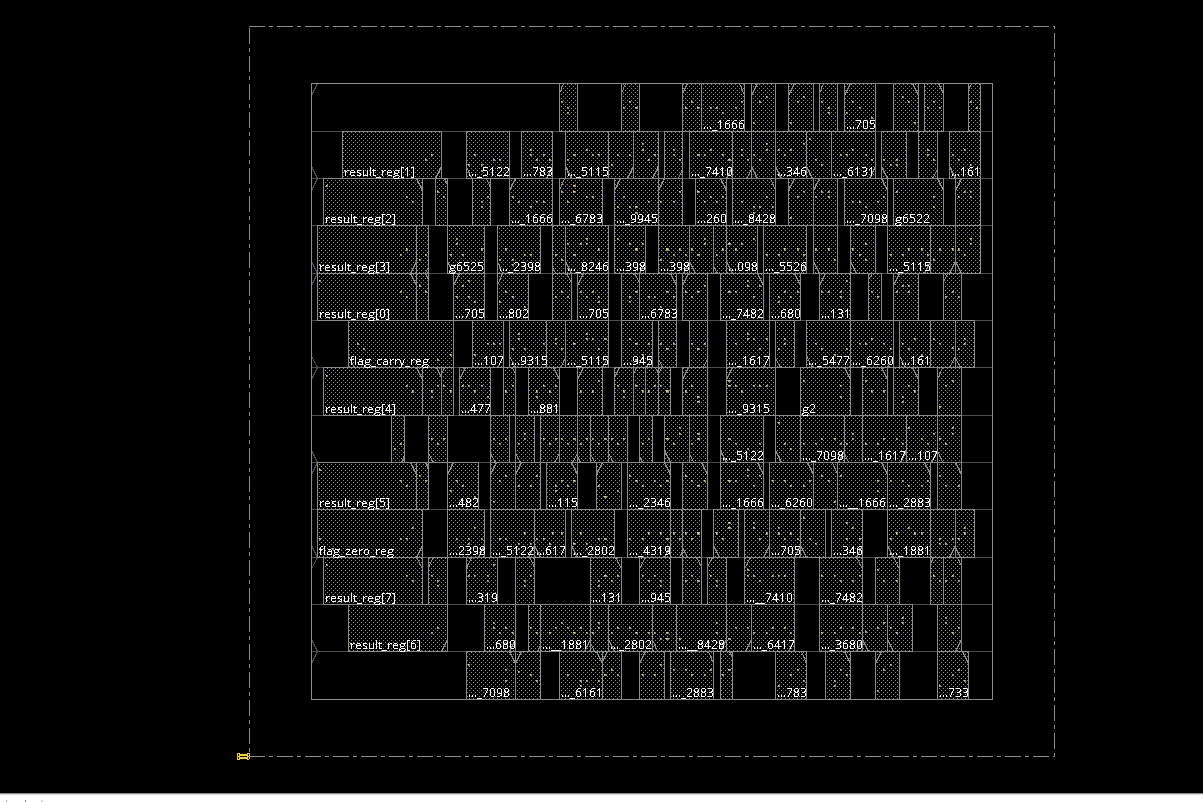 ..._1666 ...705
result_reg[1] ..._5122 ...783 ..._5115 ..._7410 ...346 ..._6131 ...161
result_reg[2] ..._1666 ..._6783 ..._9945 ...260 ..._8428 ..._7098 g6522
result_reg[3] g6525 ..._2398 ..._8246 ...398 ...398 ...098 ..._5526 ..._5115
result_reg[0] ...705 ...802 ...705 ...6783 ..._7482 ...680 ...131
flag_carry_reg ...107 ..._9315 ..._5115 ...945 ..._1617 ..._5477 ..._6260 ...161
result_reg[4] ...477 ...881 ..._9315 g2
..._5122 ..._7098 ..._1617 ...107
result_reg[5] ...482 ...115 ..._2346 ..._1666 ..._6260 ...__1666 ..._2883
flag_zero_reg ...2398 ..._5122 ...617 ..._2802 ..._4319 ...705 ...346 ..._1881
result_reg[7] ...319 ...131 ...945 ...__7410 ..._7482
result_reg[6] ...680 ...__1881 ..._2802 ..._8428 ..._6417 ..._3680
..._7098 ..._6161 ..._2883 ...783 ...733